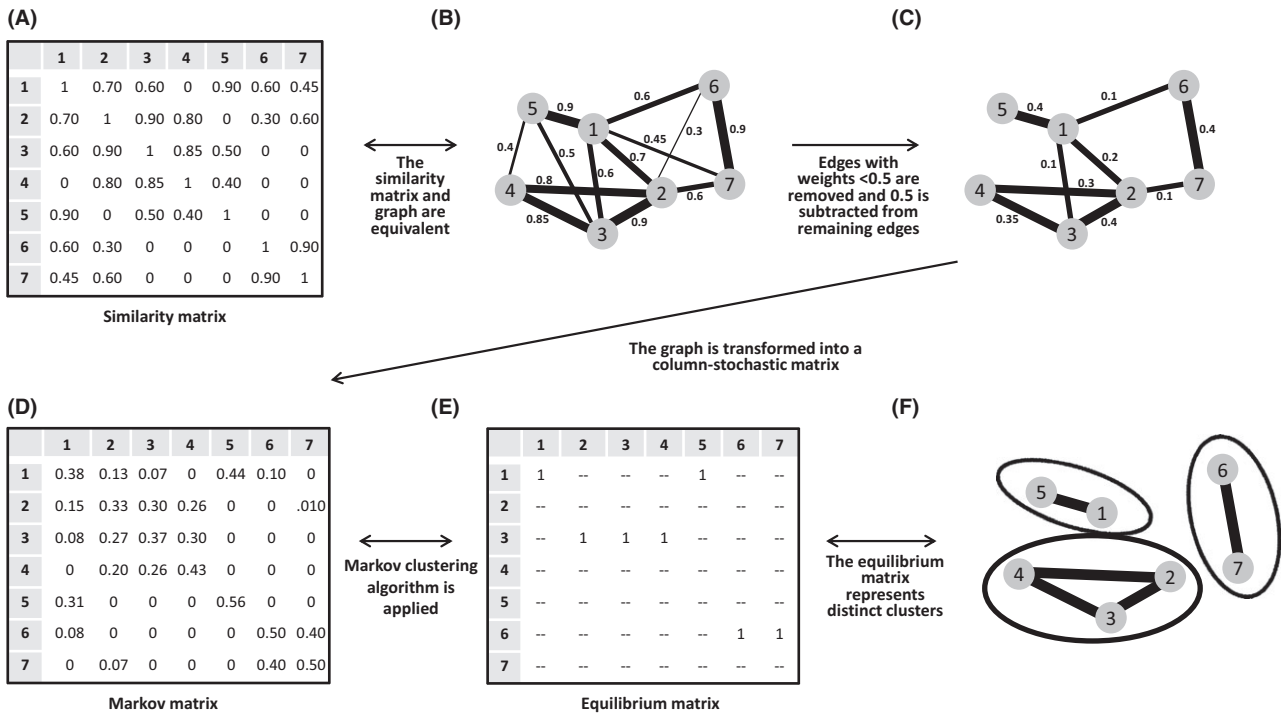 (A)
1 2 3 4 5 6 7
1 1 0.70 0.60 0 0.90 0.60 0.45
2 0.70 1 0.90 0.80 0 0.30 0.60
3 0.60 0.90 1 0.85 0.50 0 0
4 0 0.80 0.85 1 0.40 0 0
5 0.90 0 0.50 0.40 1 0 0
6 0.60 0.30 0 0 0 1 0.90
7 0.45 0.60 0 0 0 0.90 1
Similarity matrix
The
similarity
matrix and
graph are
equivalent
(B)
6
0.6
5 0.9
1
0.45
0.3
0.9
0.4
0.5
0.7
0.6
4 0.8
2
7
0.6
0.85
0.9
3
Edges with
weights <0.5 are
removed and 0.5 is
subtracted from
remaining edges
(C)
6
0.1
5 0.4
1
0.4
0.1
0.2
4
0.3
2
7
0.1
0.35
0.4
3
The graph is transformed into a
column-stochastic matrix
(D)
1 2 3 4 5 6 7
1 0.38 0.13 0.07 0 0.44 0.10 0
2 0.15 0.33 0.30 0.26 0 0 .010
3 0.08 0.27 0.37 0.30 0 0 0
4 0 0.20 0.26 0.43 0 0 0
5 0.31 0 0 0 0.56 0 0
6 0.08 0 0 0 0 0.50 0.40
7 0 0.07 0 0 0 0.40 0.50
Markov matrix
Markov clustering
algorithm is
applied
(E)
1 2 3 4 5 6 7
1 1 -- -- -- 1 -- --
2 -- -- -- -- -- -- --
3 -- 1 1 1 -- -- --
4 -- -- -- -- -- -- --
5 -- -- -- -- -- -- --
6 -- -- -- -- -- 1 1
7 -- -- -- -- -- -- --
Equilibrium matrix
The equilibrium
matrix
represents
distinct clusters
(F)
6
5
1
7
4
2
3